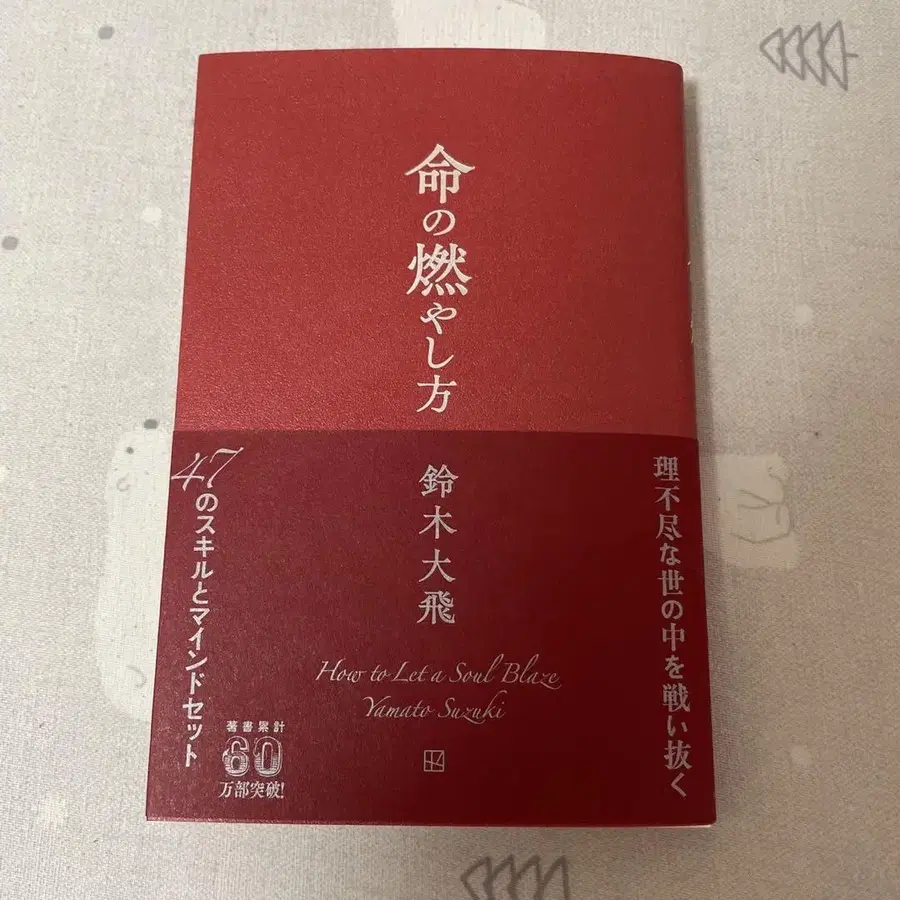 命の燃やし方
鈴木大飛
理不尽な世の中を戦い抜く
47のスキルとマインドセット
How to Let a Soul Blaze
Yamato Suzuki
著書累計
60
万部突破!